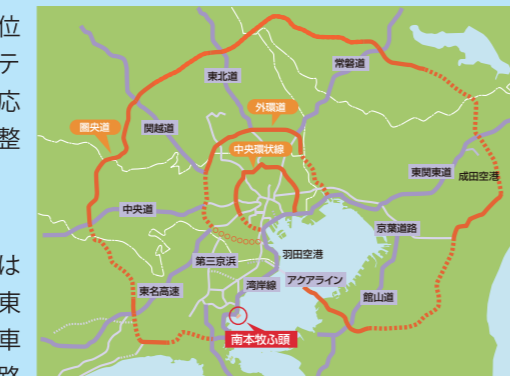 位
テ
応
整
は
東
車
路
東北道
常磐道
外環道
圏央道
関越道
中央環状線
東関東道
成田空港
中央道
京葉道路
羽田空港
第三京浜
アクアライン
湾岸線
東名高速
館山道
南本牧ふ頭